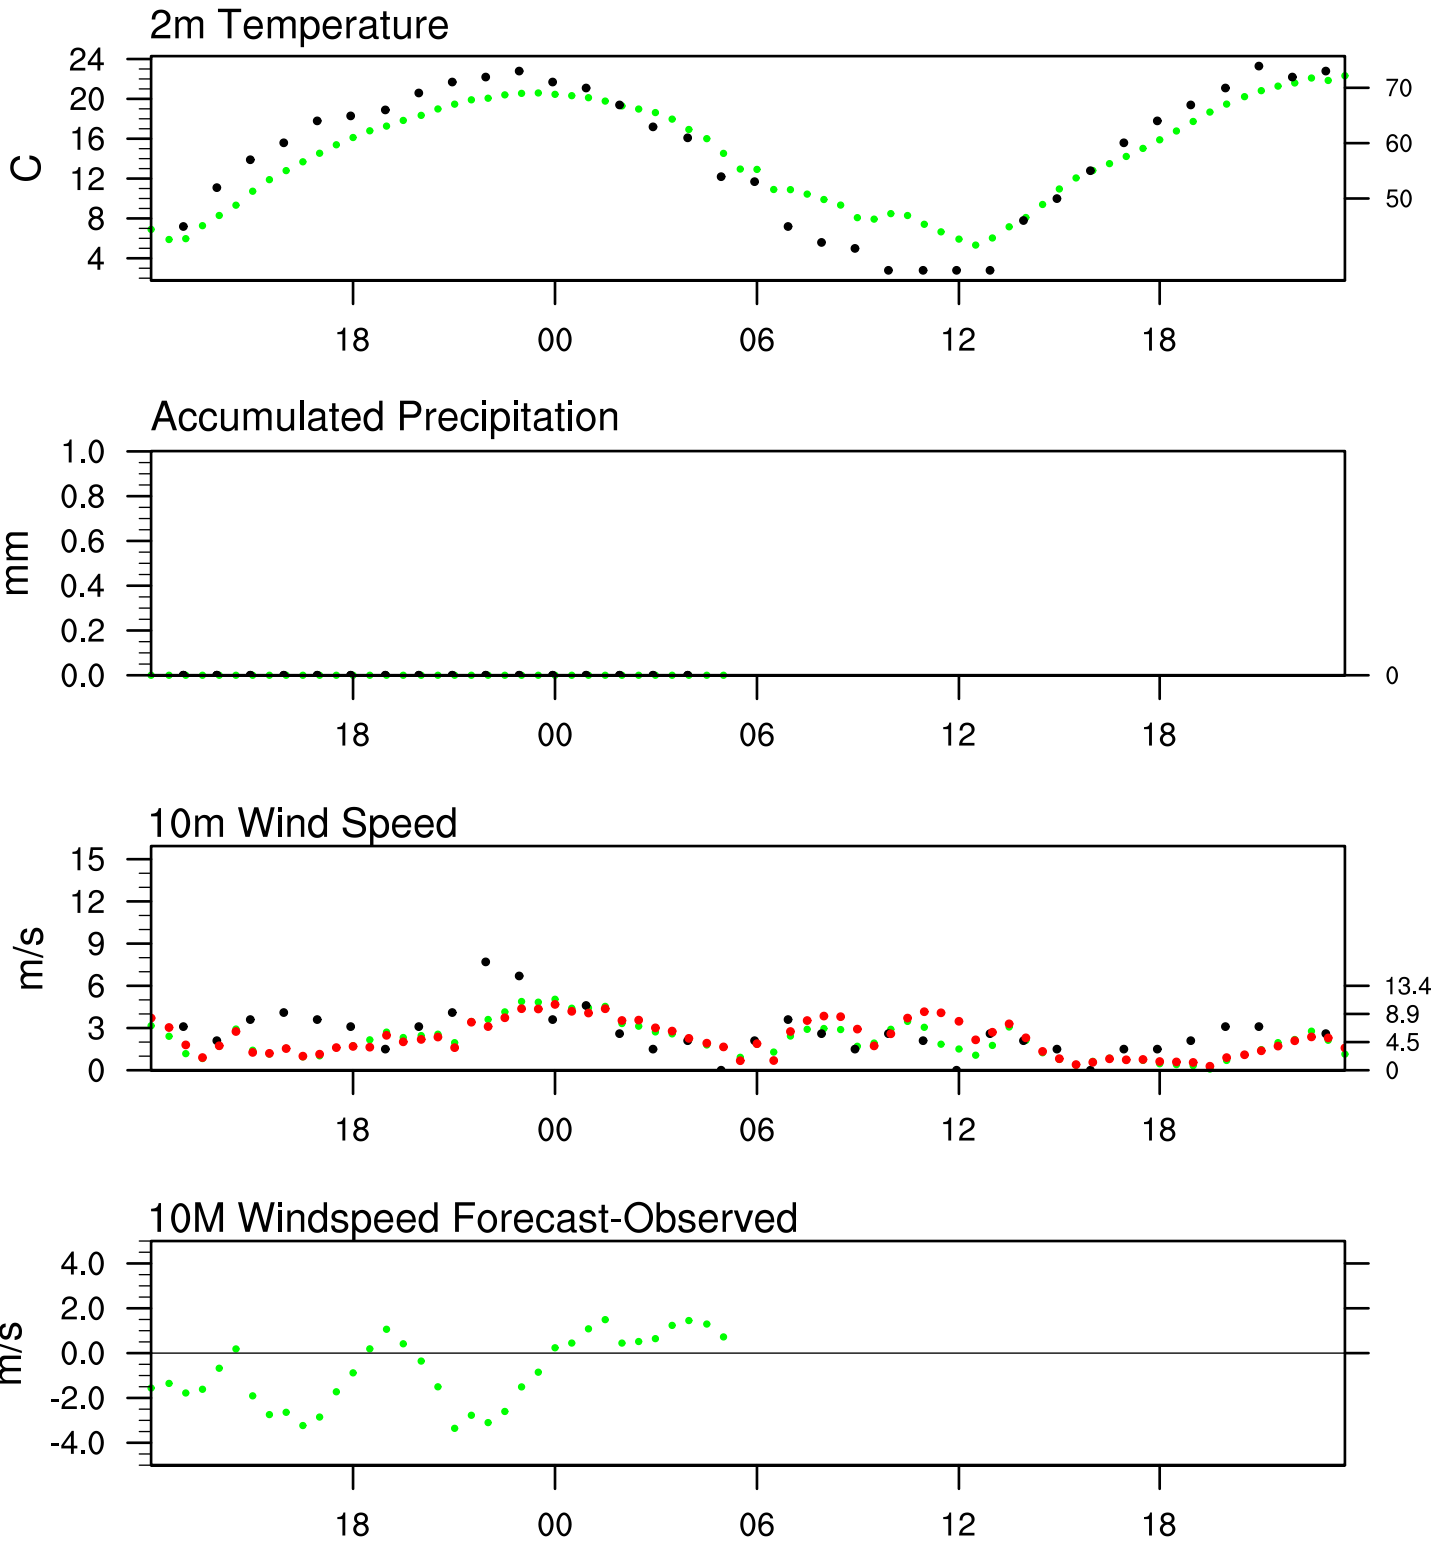 2m Temperature
24
20
16
12
8
4
C
70
60
50
18 00 06 12 18
Accumulated Precipitation
1.0
0.8
0.6
0.4
0.2
0.0
mm
0
18 00 06 12 18
10m Wind Speed
15
12
9
6
3
0
m/s
13.4
8.9
4.5
0
18 00 06 12 18
10M Windspeed Forecast-Observed
4.0
2.0
0.0
-2.0
-4.0
m/s
18 00 06 12 18